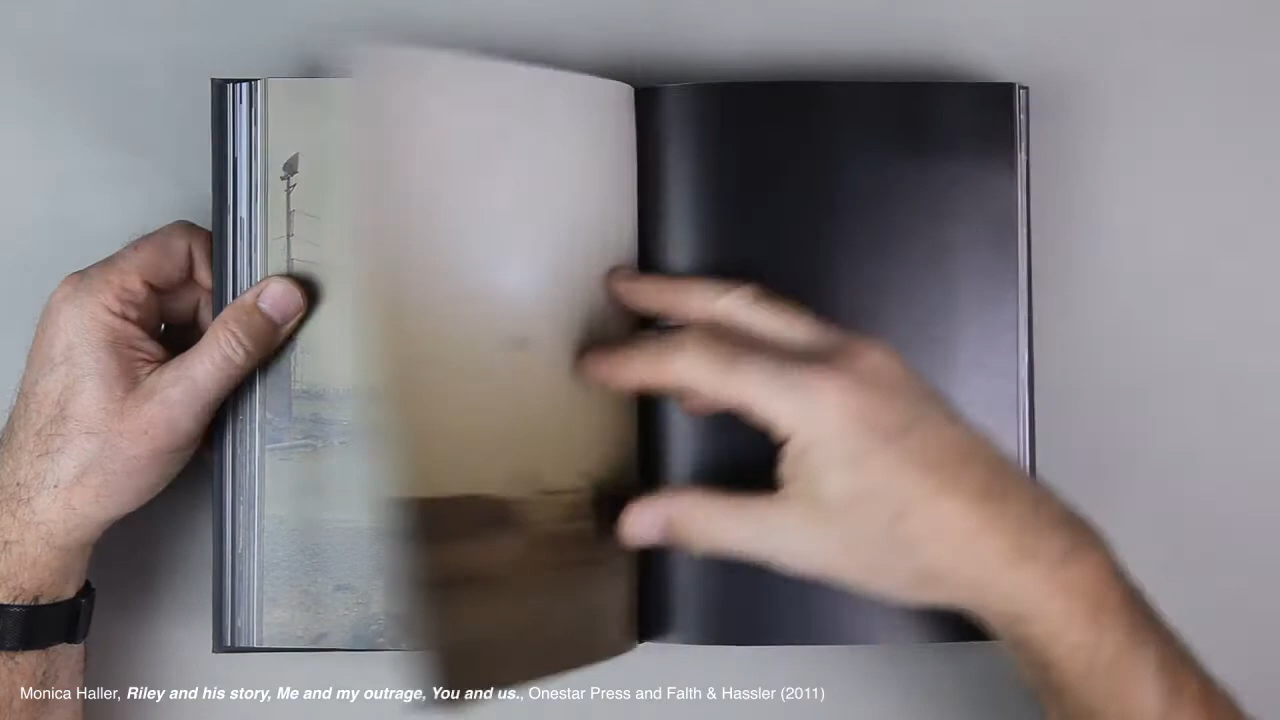 Monica Haller, Riley and his story, Me and my outrage, You and us., Onestar Press and Falth & Hassler (2011)